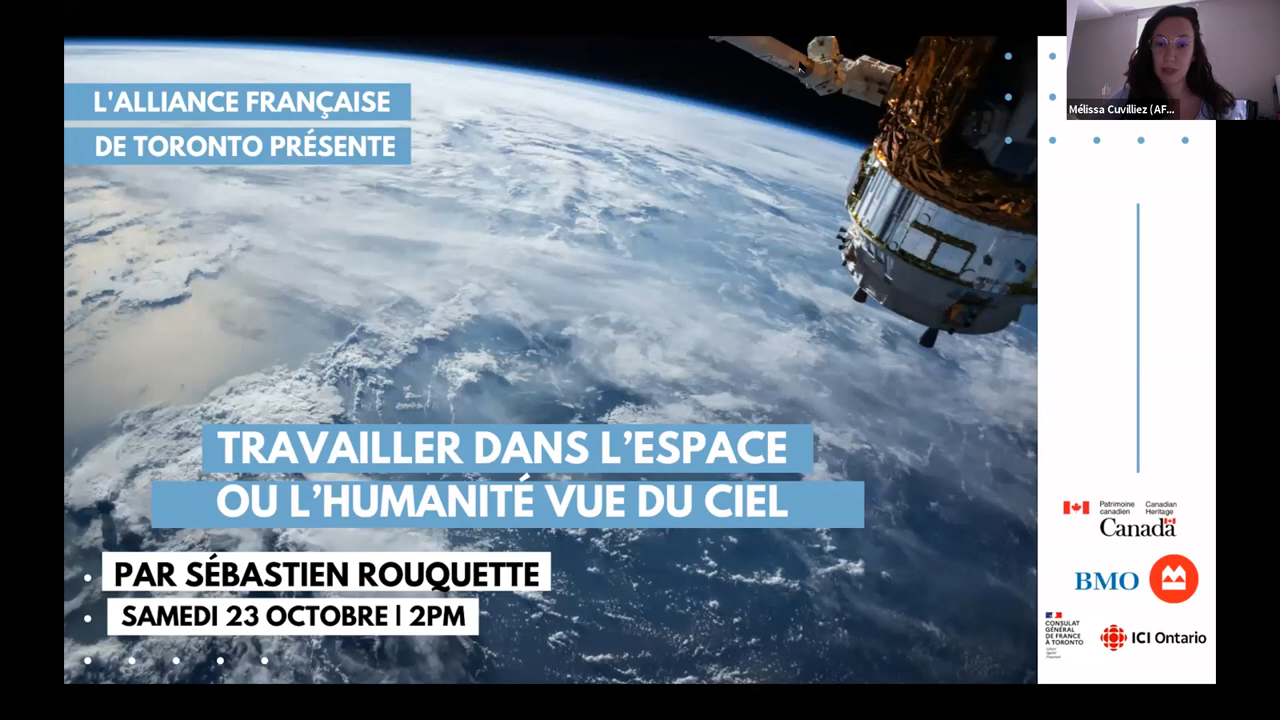 L'ALLIANCE FRANÇAISE
DE TORONTO PRÉSENTE
Mélissa Cuvilliez (AF...
TRAVAILLER DANS L'ESPACE
OU L'HUMANITÉ VUE DU CIEL
PAR SÉBASTIEN ROUQUETTE
SAMEDI 23 OCTOBRE | 2PM
Patrimoine canadien
Canadian Heritage
Canada
BMO
CONSULAT
GÉNÉRAL
DE FRANCE
À TORONTO
ICI Ontario